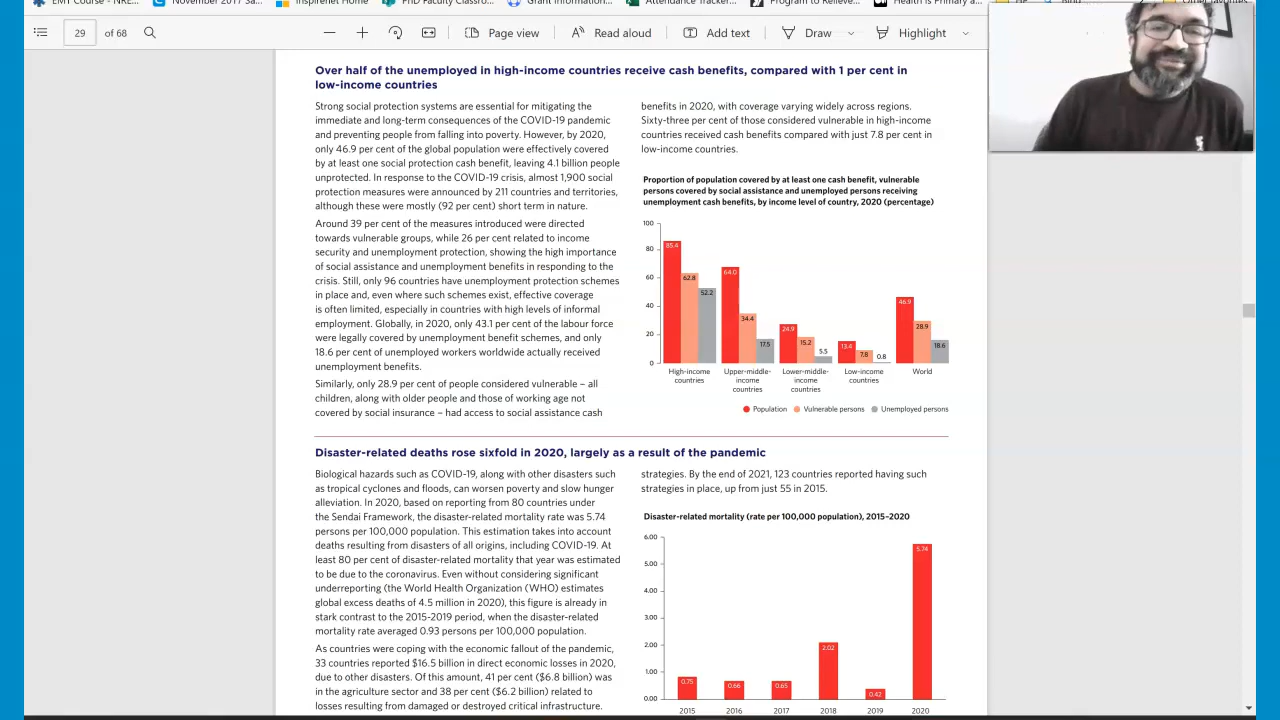 EMT Course - NRE...
November 2017 Sa...
Inspirenet Home
PhD Faculty Classro...
Grant Information...
Attendance Tracker...
Program to Relieve...
Health is Primary a...
29 of 68
Page view
Read aloud
Add text
Draw
Highlight
Over half of the unemployed in high-income countries receive cash benefits, compared with 1 per cent in
low-income countries
Strong social protection systems are essential for mitigating the
immediate and long-term consequences of the COVID-19 pandemic
and preventing people from falling into poverty. However, by 2020,
only 46.9 per cent of the global population were effectively covered
by at least one social protection cash benefit, leaving 4.1 billion people
unprotected. In response to the COVID-19 crisis, almost 1,900 social
protection measures were announced by 211 countries and territories,
although these were mostly (92 per cent) short term in nature.
Around 39 per cent of the measures introduced were directed
towards vulnerable groups, while 26 per cent related to income
security and unemployment protection, showing the high importance
of social assistance and unemployment benefits in responding to the
crisis. Still, only 96 countries have unemployment protection schemes
in place and, even where such schemes exist, effective coverage
is often limited, especially in countries with high levels of informal
employment. Globally, in 2020, only 43.1 per cent of the labour force
were legally covered by unemployment benefit schemes, and only
18.6 per cent of unemployed workers worldwide actually received
unemployment benefits.
Similarly, only 28.9 per cent of people considered vulnerable – all
children, along with older people and those of working age not
covered by social insurance – had access to social assistance cash
benefits in 2020, with coverage varying widely across regions.
Sixty-three per cent of those considered vulnerable in high-income
countries received cash benefits compared with just 7.8 per cent in
low-income countries.
Proportion of population covered by at least one cash benefit, vulnerable
persons covered by social assistance and unemployed persons receiving
unemployment cash benefits, by income level of country, 2020 (percentage)
100
80
60
40
20
0
85.4
62.8
52.2
64.0
34.4
17.5
24.9
15.2
5.5
13.4
7.8
0.8
46.9
28.9
18.6
High-income
countries
Upper-middle-
income
countries
Lower-middle-
income
countries
Low-income
countries
World
Population
Vulnerable persons
Unemployed persons
Disaster-related deaths rose sixfold in 2020, largely as a result of the pandemic
Biological hazards such as COVID-19, along with other disasters such
as tropical cyclones and floods, can worsen poverty and slow hunger
alleviation. In 2020, based on reporting from 80 countries under
the Sendai Framework, the disaster-related mortality rate was 5.74
persons per 100,000 population. This estimation takes into account
deaths resulting from disasters of all origins, including COVID-19. At
least 80 per cent of disaster-related mortality that year was estimated
to be due to the coronavirus. Even without considering significant
underreporting (the World Health Organization (WHO) estimates
global excess deaths of 4.5 million in 2020), this figure is already in
stark contrast to the 2015-2019 period, when the disaster-related
mortality rate averaged 0.93 persons per 100,000 population.
As countries were coping with the economic fallout of the pandemic,
33 countries reported $16.5 billion in direct economic losses in 2020,
due to other disasters. Of this amount, 41 per cent ($6.8 billion) was
in the agriculture sector and 38 per cent ($6.2 billion) related to
losses resulting from damaged or destroyed critical infrastructure.
strategies. By the end of 2021, 123 countries reported having such
strategies in place, up from just 55 in 2015.
Disaster-related mortality (rate per 100,000 population), 2015–2020
6.00
5.00
4.00
3.00
2.00
1.00
0.00
0.75
0.66
0.65
2.02
0.42
5.74
2015
2016
2017
2018
2019
2020